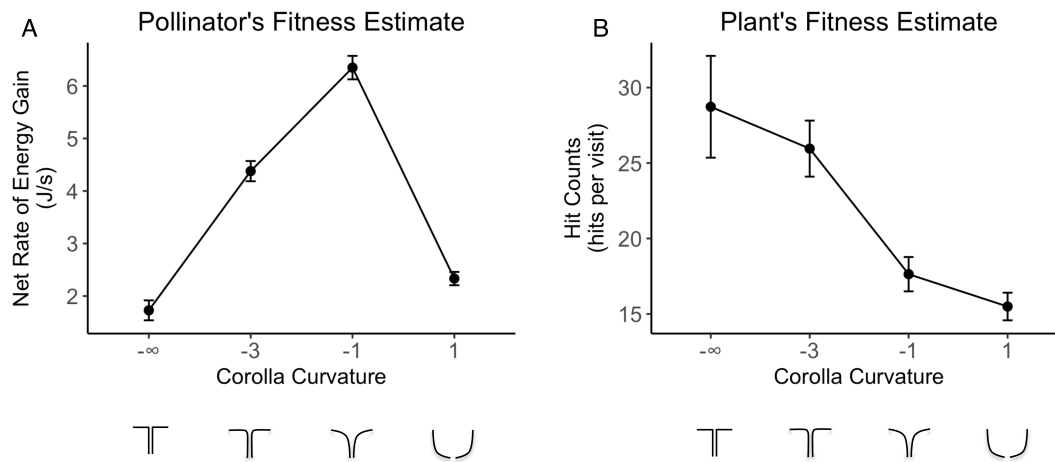 A
Pollinator's Fitness Estimate
Net Rate of Energy Gain
(J/s)
6
5
4
3
2
-∞
-3
-1
1
Corolla Curvature
B
Plant's Fitness Estimate
Hit Counts
(hits per visit)
30
25
20
15
-∞
-3
-1
1
Corolla Curvature